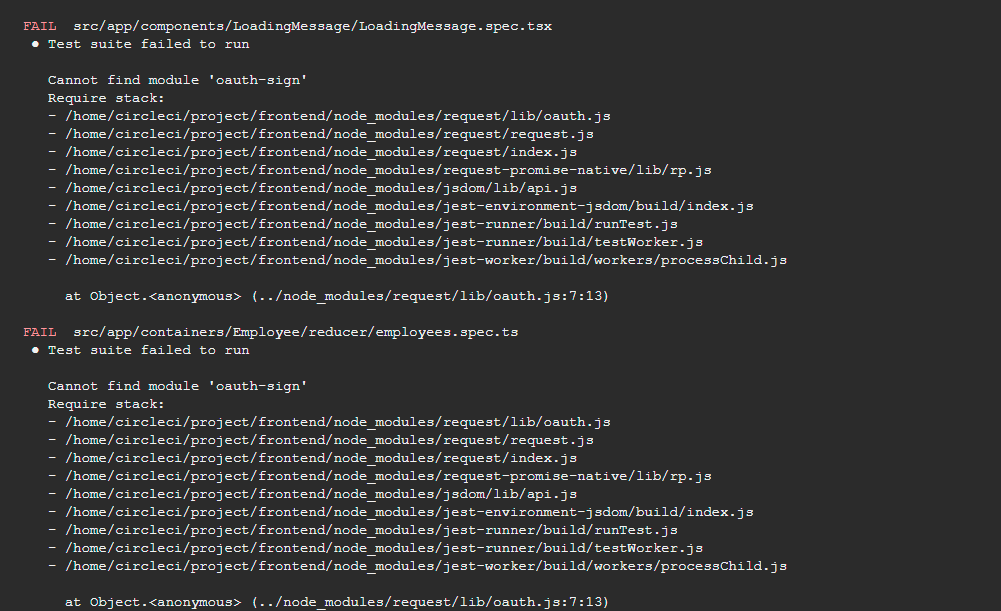 FAIL src/app/components/LoadingMessage/LoadingMessage.spec.tsx
● Test suite failed to run
Cannot find module 'oauth-sign'
Require stack:
- /home/circleci/project/frontend/node_modules/request/lib/oauth.js
- /home/circleci/project/frontend/node_modules/request/request.js
- /home/circleci/project/frontend/node_modules/request/index.js
- /home/circleci/project/frontend/node_modules/request-promise-native/lib/rp.js
- /home/circleci/project/frontend/node_modules/jsdom/lib/api.js
- /home/circleci/project/frontend/node_modules/jest-environment-jsdom/build/index.js
- /home/circleci/project/frontend/node_modules/jest-runner/build/runTest.js
- /home/circleci/project/frontend/node_modules/jest-runner/build/testWorker.js
- /home/circleci/project/frontend/node_modules/jest-worker/build/workers/processChild.js
at Object.<anonymous> (../node_modules/request/lib/oauth.js:7:13)
FAIL src/app/containers/Employee/reducer/employees.spec.ts
● Test suite failed to run
Cannot find module 'oauth-sign'
Require stack:
- /home/circleci/project/frontend/node_modules/request/lib/oauth.js
- /home/circleci/project/frontend/node_modules/request/request.js
- /home/circleci/project/frontend/node_modules/request/index.js
- /home/circleci/project/frontend/node_modules/request-promise-native/lib/rp.js
- /home/circleci/project/frontend/node_modules/jsdom/lib/api.js
- /home/circleci/project/frontend/node_modules/jest-environment-jsdom/build/index.js
- /home/circleci/project/frontend/node_modules/jest-runner/build/runTest.js
- /home/circleci/project/frontend/node_modules/jest-runner/build/testWorker.js
- /home/circleci/project/frontend/node_modules/jest-worker/build/workers/processChild.js
at Object.<anonymous> (../node_modules/request/lib/oauth.js:7:13)